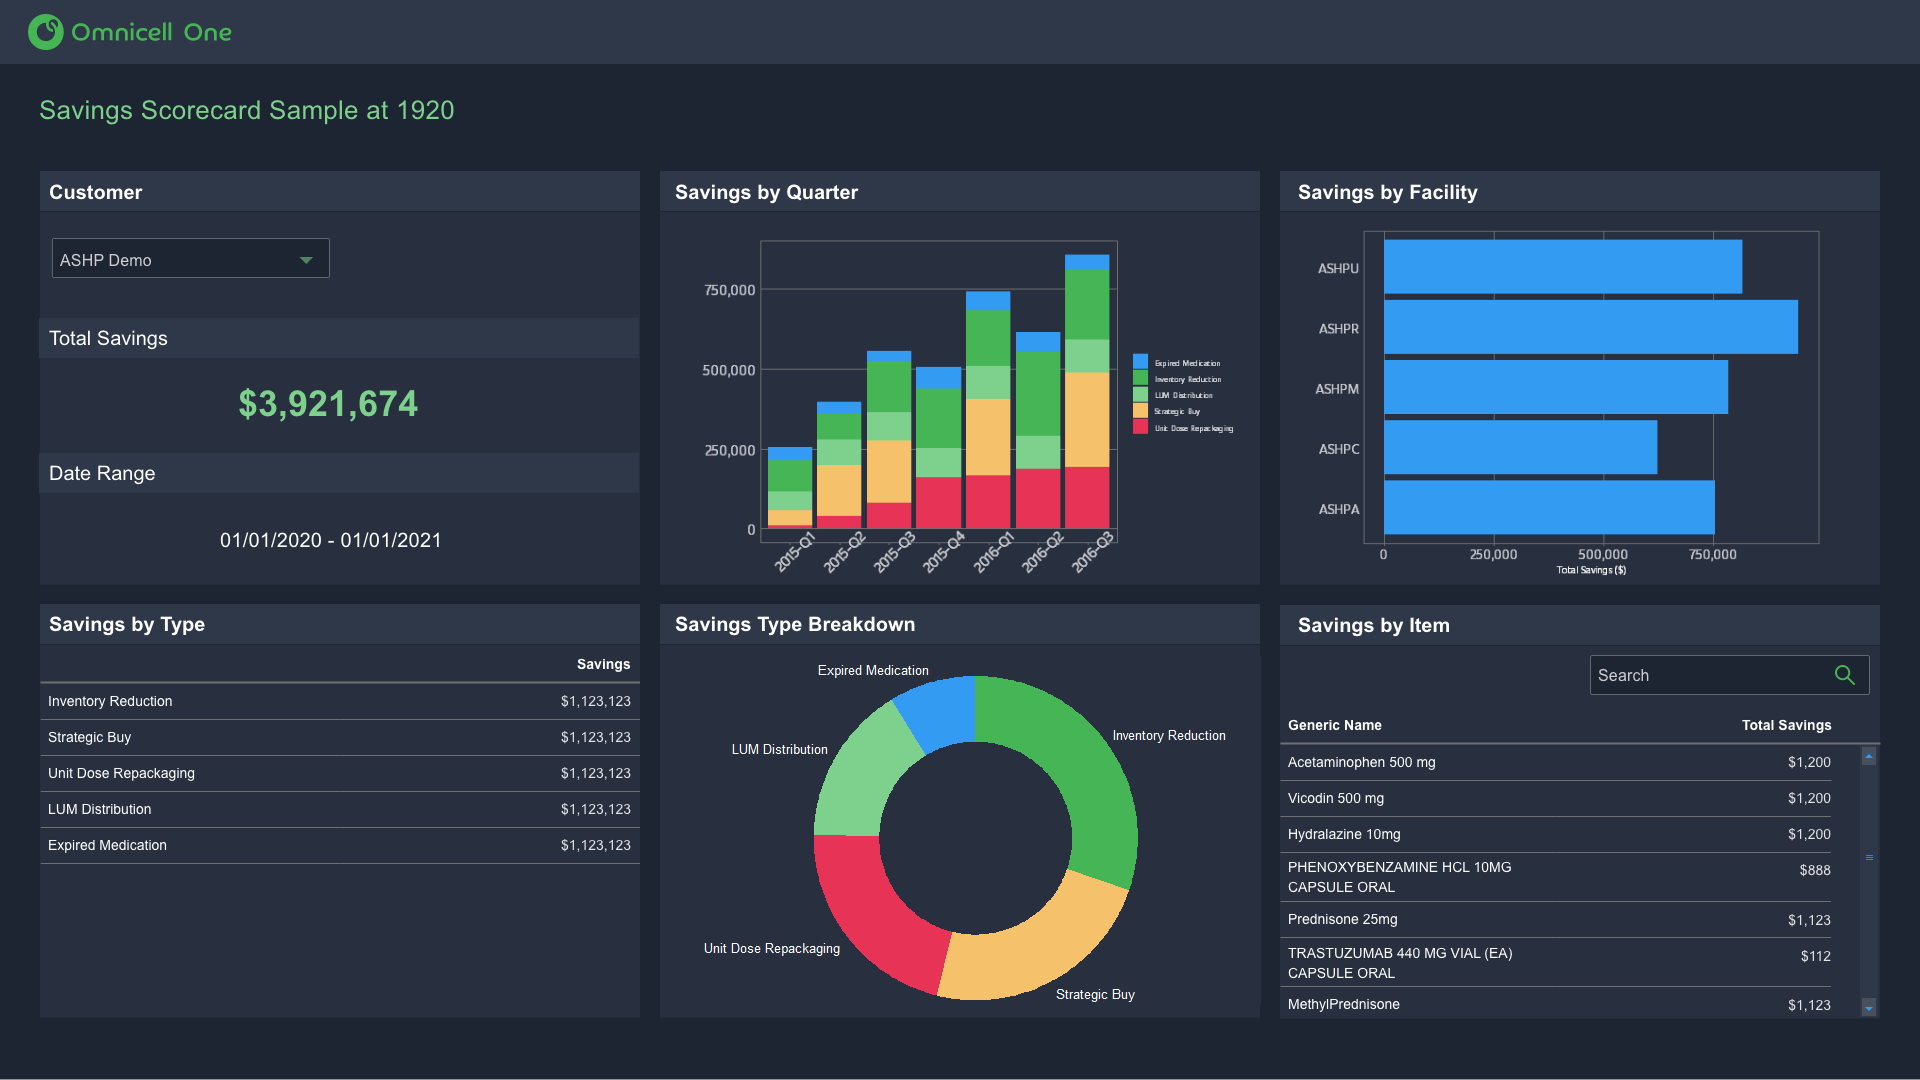 Omnicell One
Savings Scorecard Sample at 1920
Customer
ASHP Demo
Total Savings
$3,921,674
Date Range
01/01/2020 - 01/01/2021
Savings by Quarter
750,000
500,000
250,000
0
2015-Q1
2015-Q2
2015-Q3
2015-Q4
2016-Q1
2016-Q2
2016-Q3
Expired Medication
Inventory Reduction
LUM Distribution
Strategic Buy
Unit Dose Repackaging
Savings by Facility
ASHPU
ASHPR
ASHPM
ASHPC
ASHPA
0 250,000 500,000 750,000
Total Savings ($)
Savings by Type
Savings
Inventory Reduction $1,123,123
Strategic Buy $1,123,123
Unit Dose Repackaging $1,123,123
LUM Distribution $1,123,123
Expired Medication $1,123,123
Savings Type Breakdown
Expired Medication
Inventory Reduction
LUM Distribution
Unit Dose Repackaging
Strategic Buy
Savings by Item
Search
Generic Name Total Savings
Acetaminophen 500 mg $1,200
Vicodin 500 mg $1,200
Hydralazine 10mg $1,200
PHENOXYBENZAMINE HCL 10MG $888
CAPSULE ORAL
Prednisone 25mg $1,123
TRASTUZUMAB 440 MG VIAL (EA) $112
CAPSULE ORAL
MethylPrednisone $1,123